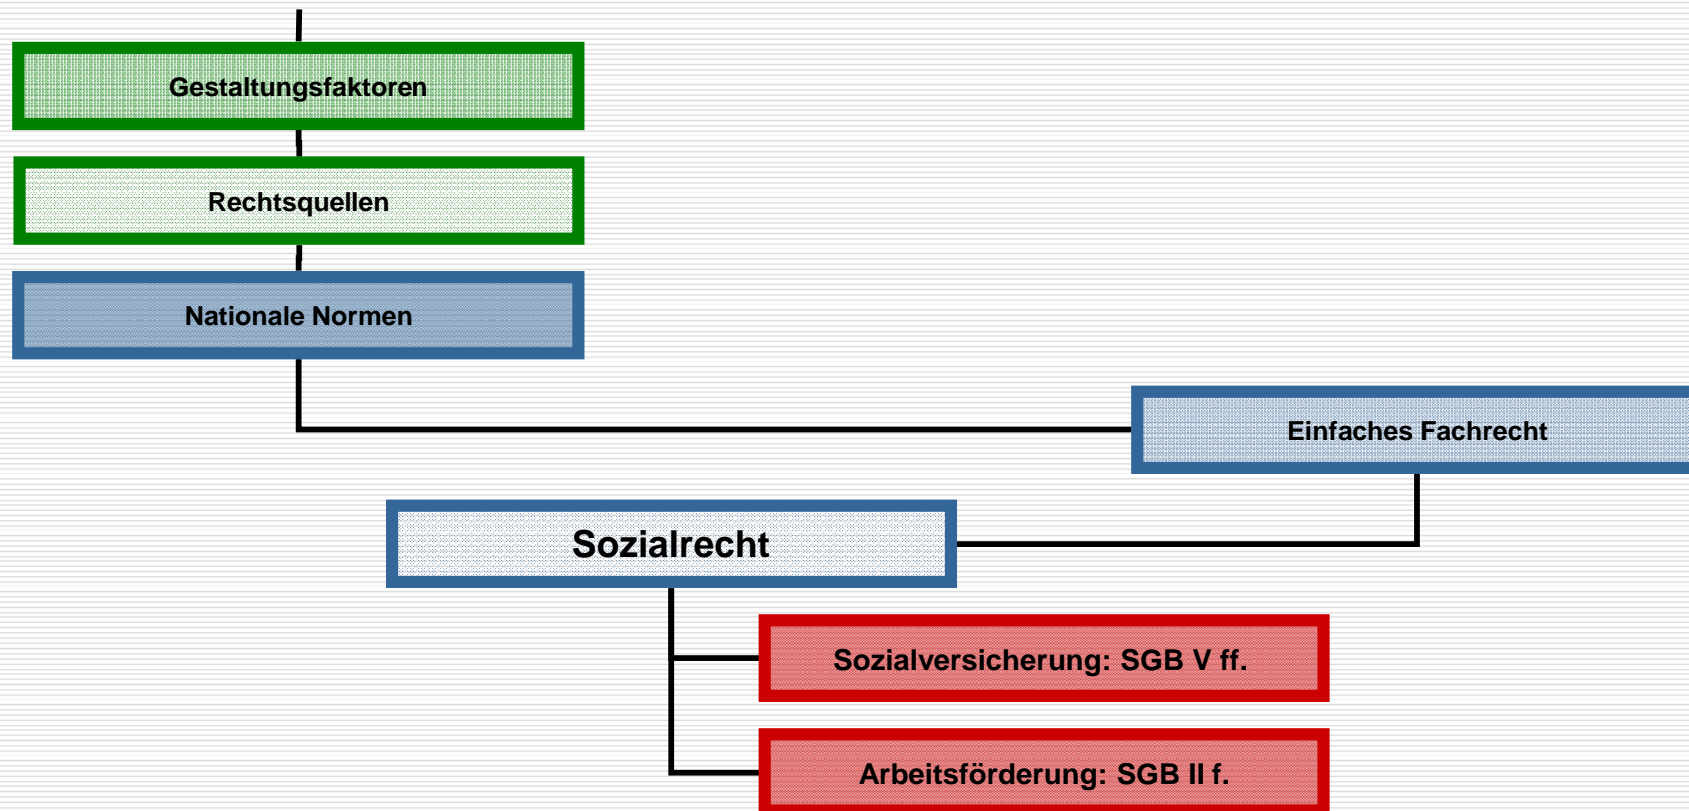 Gestaltungsfaktoren
Rechtsquellen
Nationale Normen
Einfaches Fachrecht
Sozialrecht
Sozialversicherung: SGB V ff.
Arbeitsförderung: SGB II f.